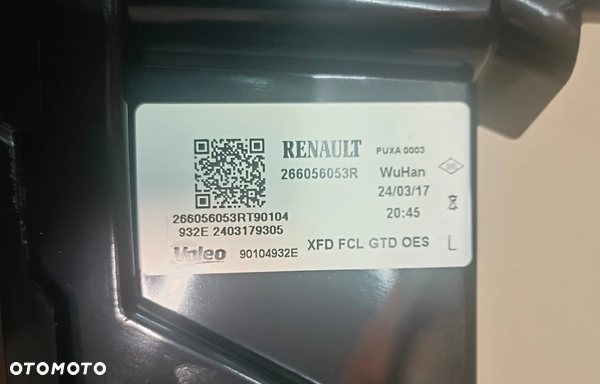 RENAULT
266056053R
PUXA 0003
WuHan
24/03/17
20:45
266056053RT90104
932E 2403179305
Valeo
90104932E
XFD FCL GTD OES
L
OTOMOTO